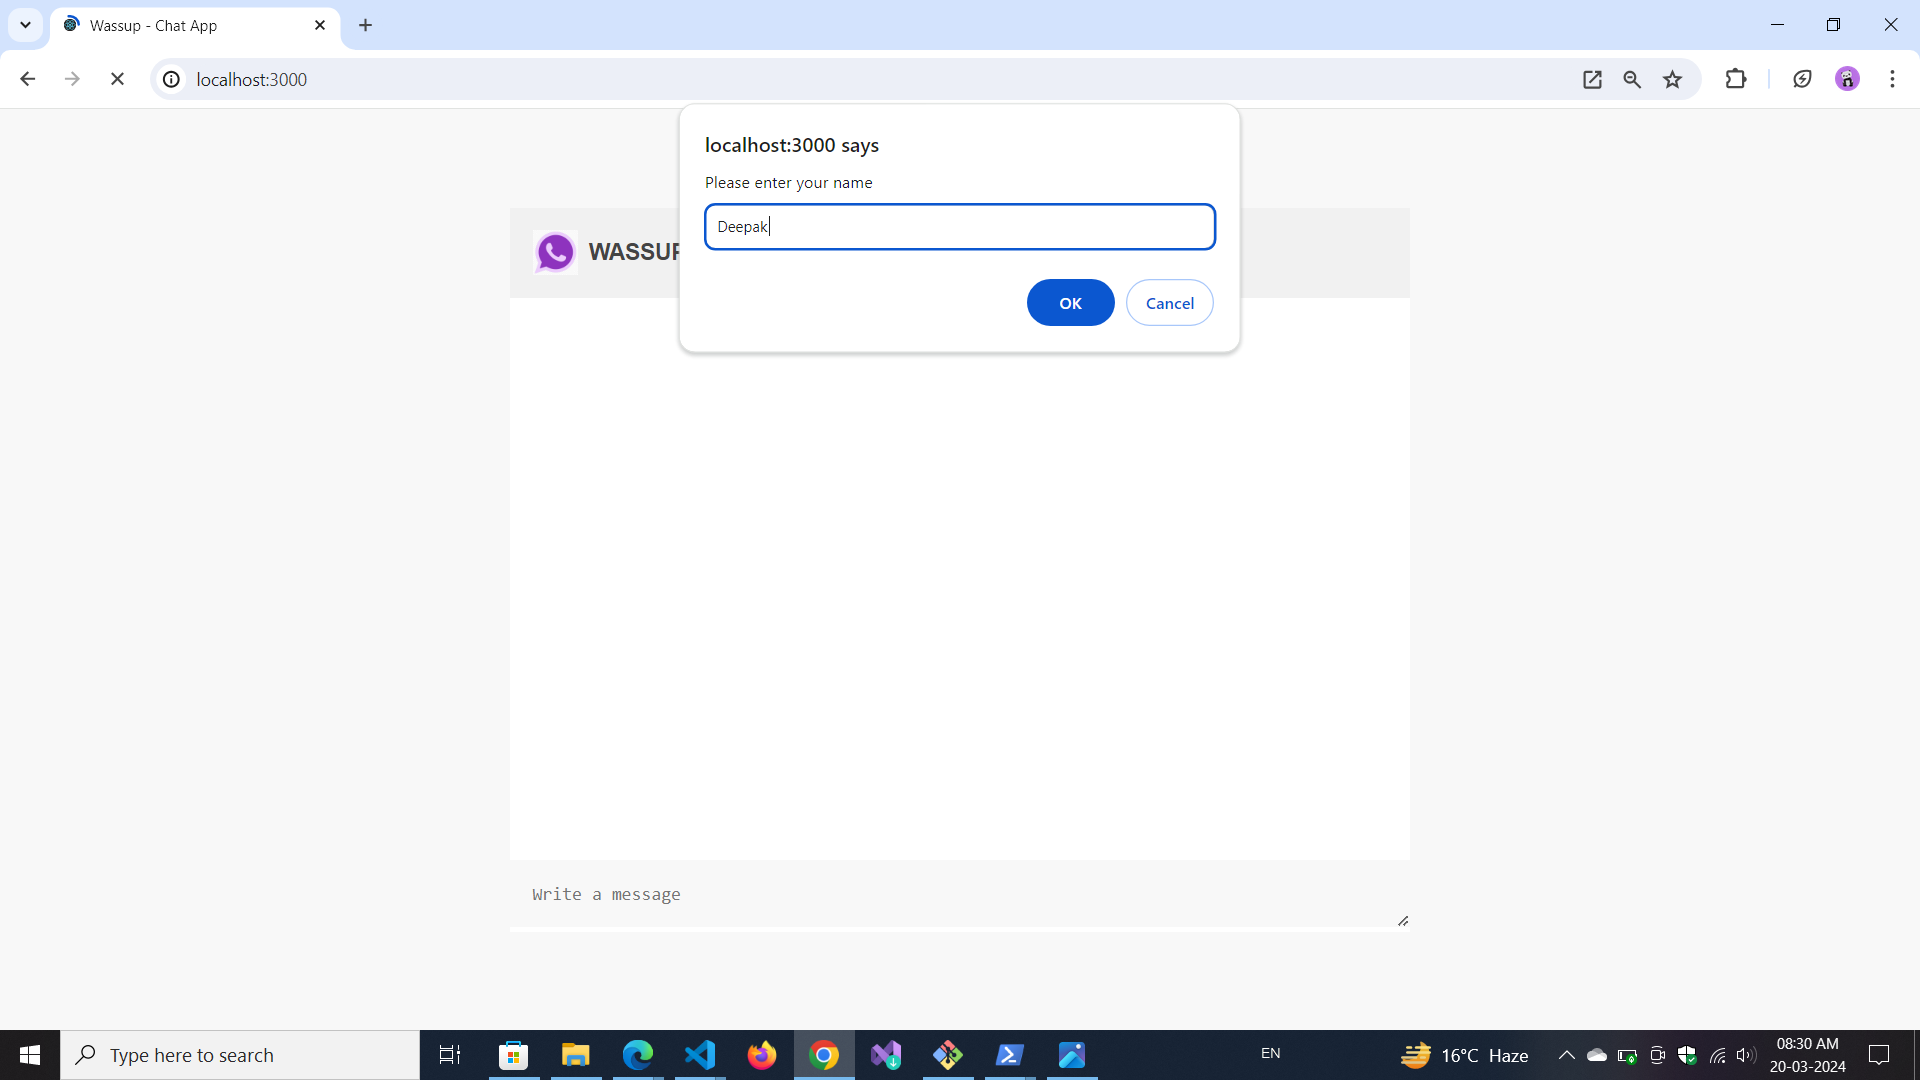 Wassup - Chat App
localhost:3000
localhost:3000 says
Please enter your name
Deepak
OK
Cancel
WASSUP
Write a message
Type here to search
EN
16°C Haze
08:30 AM
20-03-2024